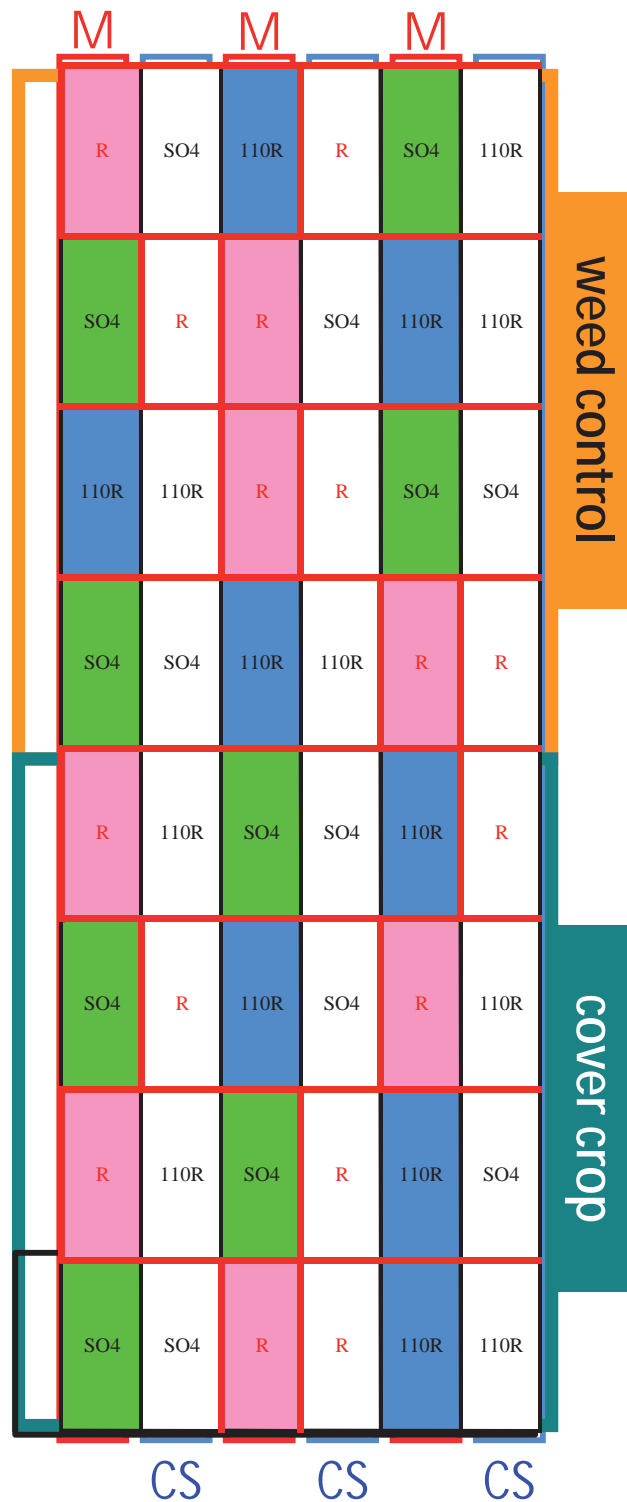 M M M
R SO4 110R R SO4 110R
SO4 R R SO4 110R 110R
110R 110R R R SO4 SO4
SO4 SO4 110R 110R R R
weed control
R 110R SO4 SO4 110R R
SO4 R 110R SO4 R 110R
R 110R SO4 R 110R SO4
SO4 SO4 R R 110R 110R
cover crop
CS CS CS